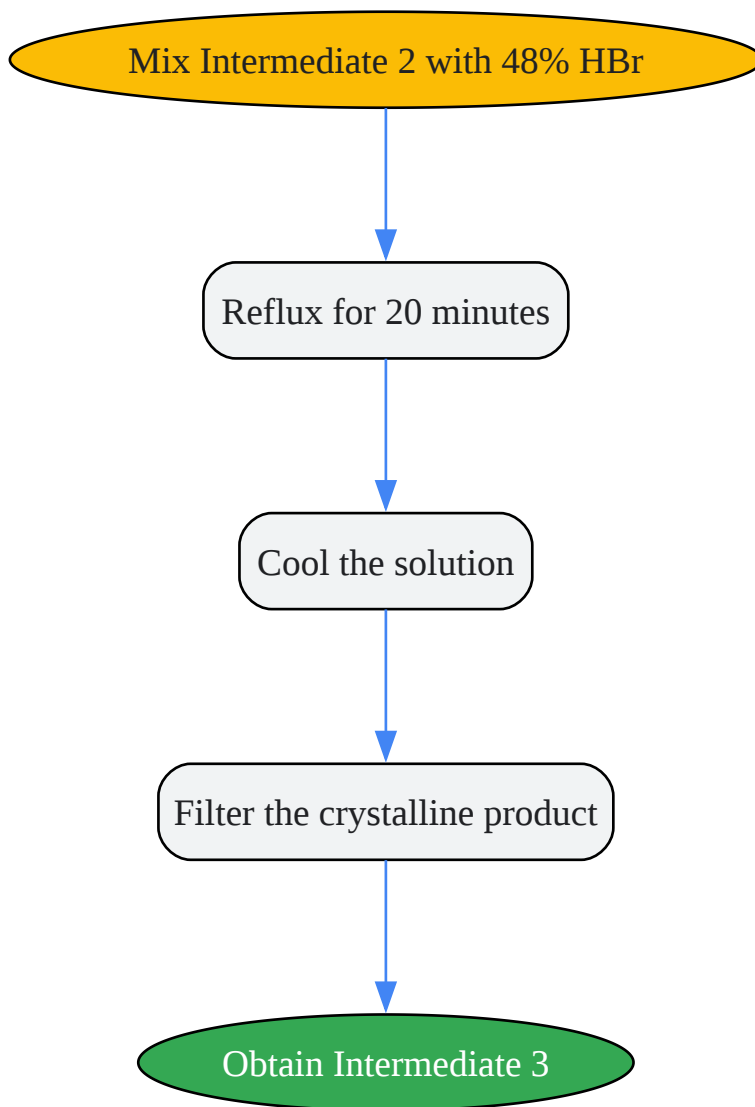 Mix Intermediate 2 with 48% HBr
Reflux for 20 minutes
Cool the solution
Filter the crystalline product
Obtain Intermediate 3